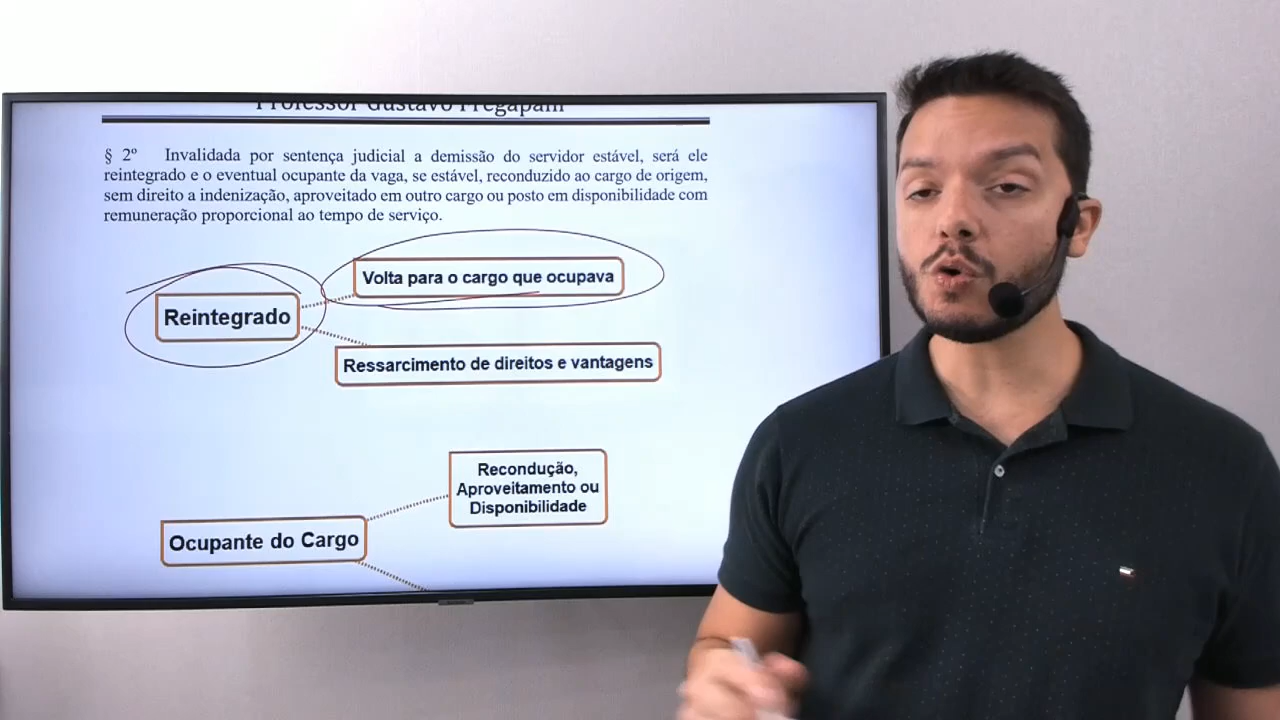 Professor Gustavo Fregapani
§ 2º Invalidada por sentença judicial a demissão do servidor estável, será ele
reintegrado e o eventual ocupante da vaga, se estável, reconduzido ao cargo de origem,
sem direito a indenização, aproveitado em outro cargo ou posto em disponibilidade com
remuneração proporcional ao tempo de serviço.
Volta para o cargo que ocupava
Reintegrado
Ressarcimento de direitos e vantagens
Recondução,
Aproveitamento ou
Disponibilidade
Ocupante do Cargo